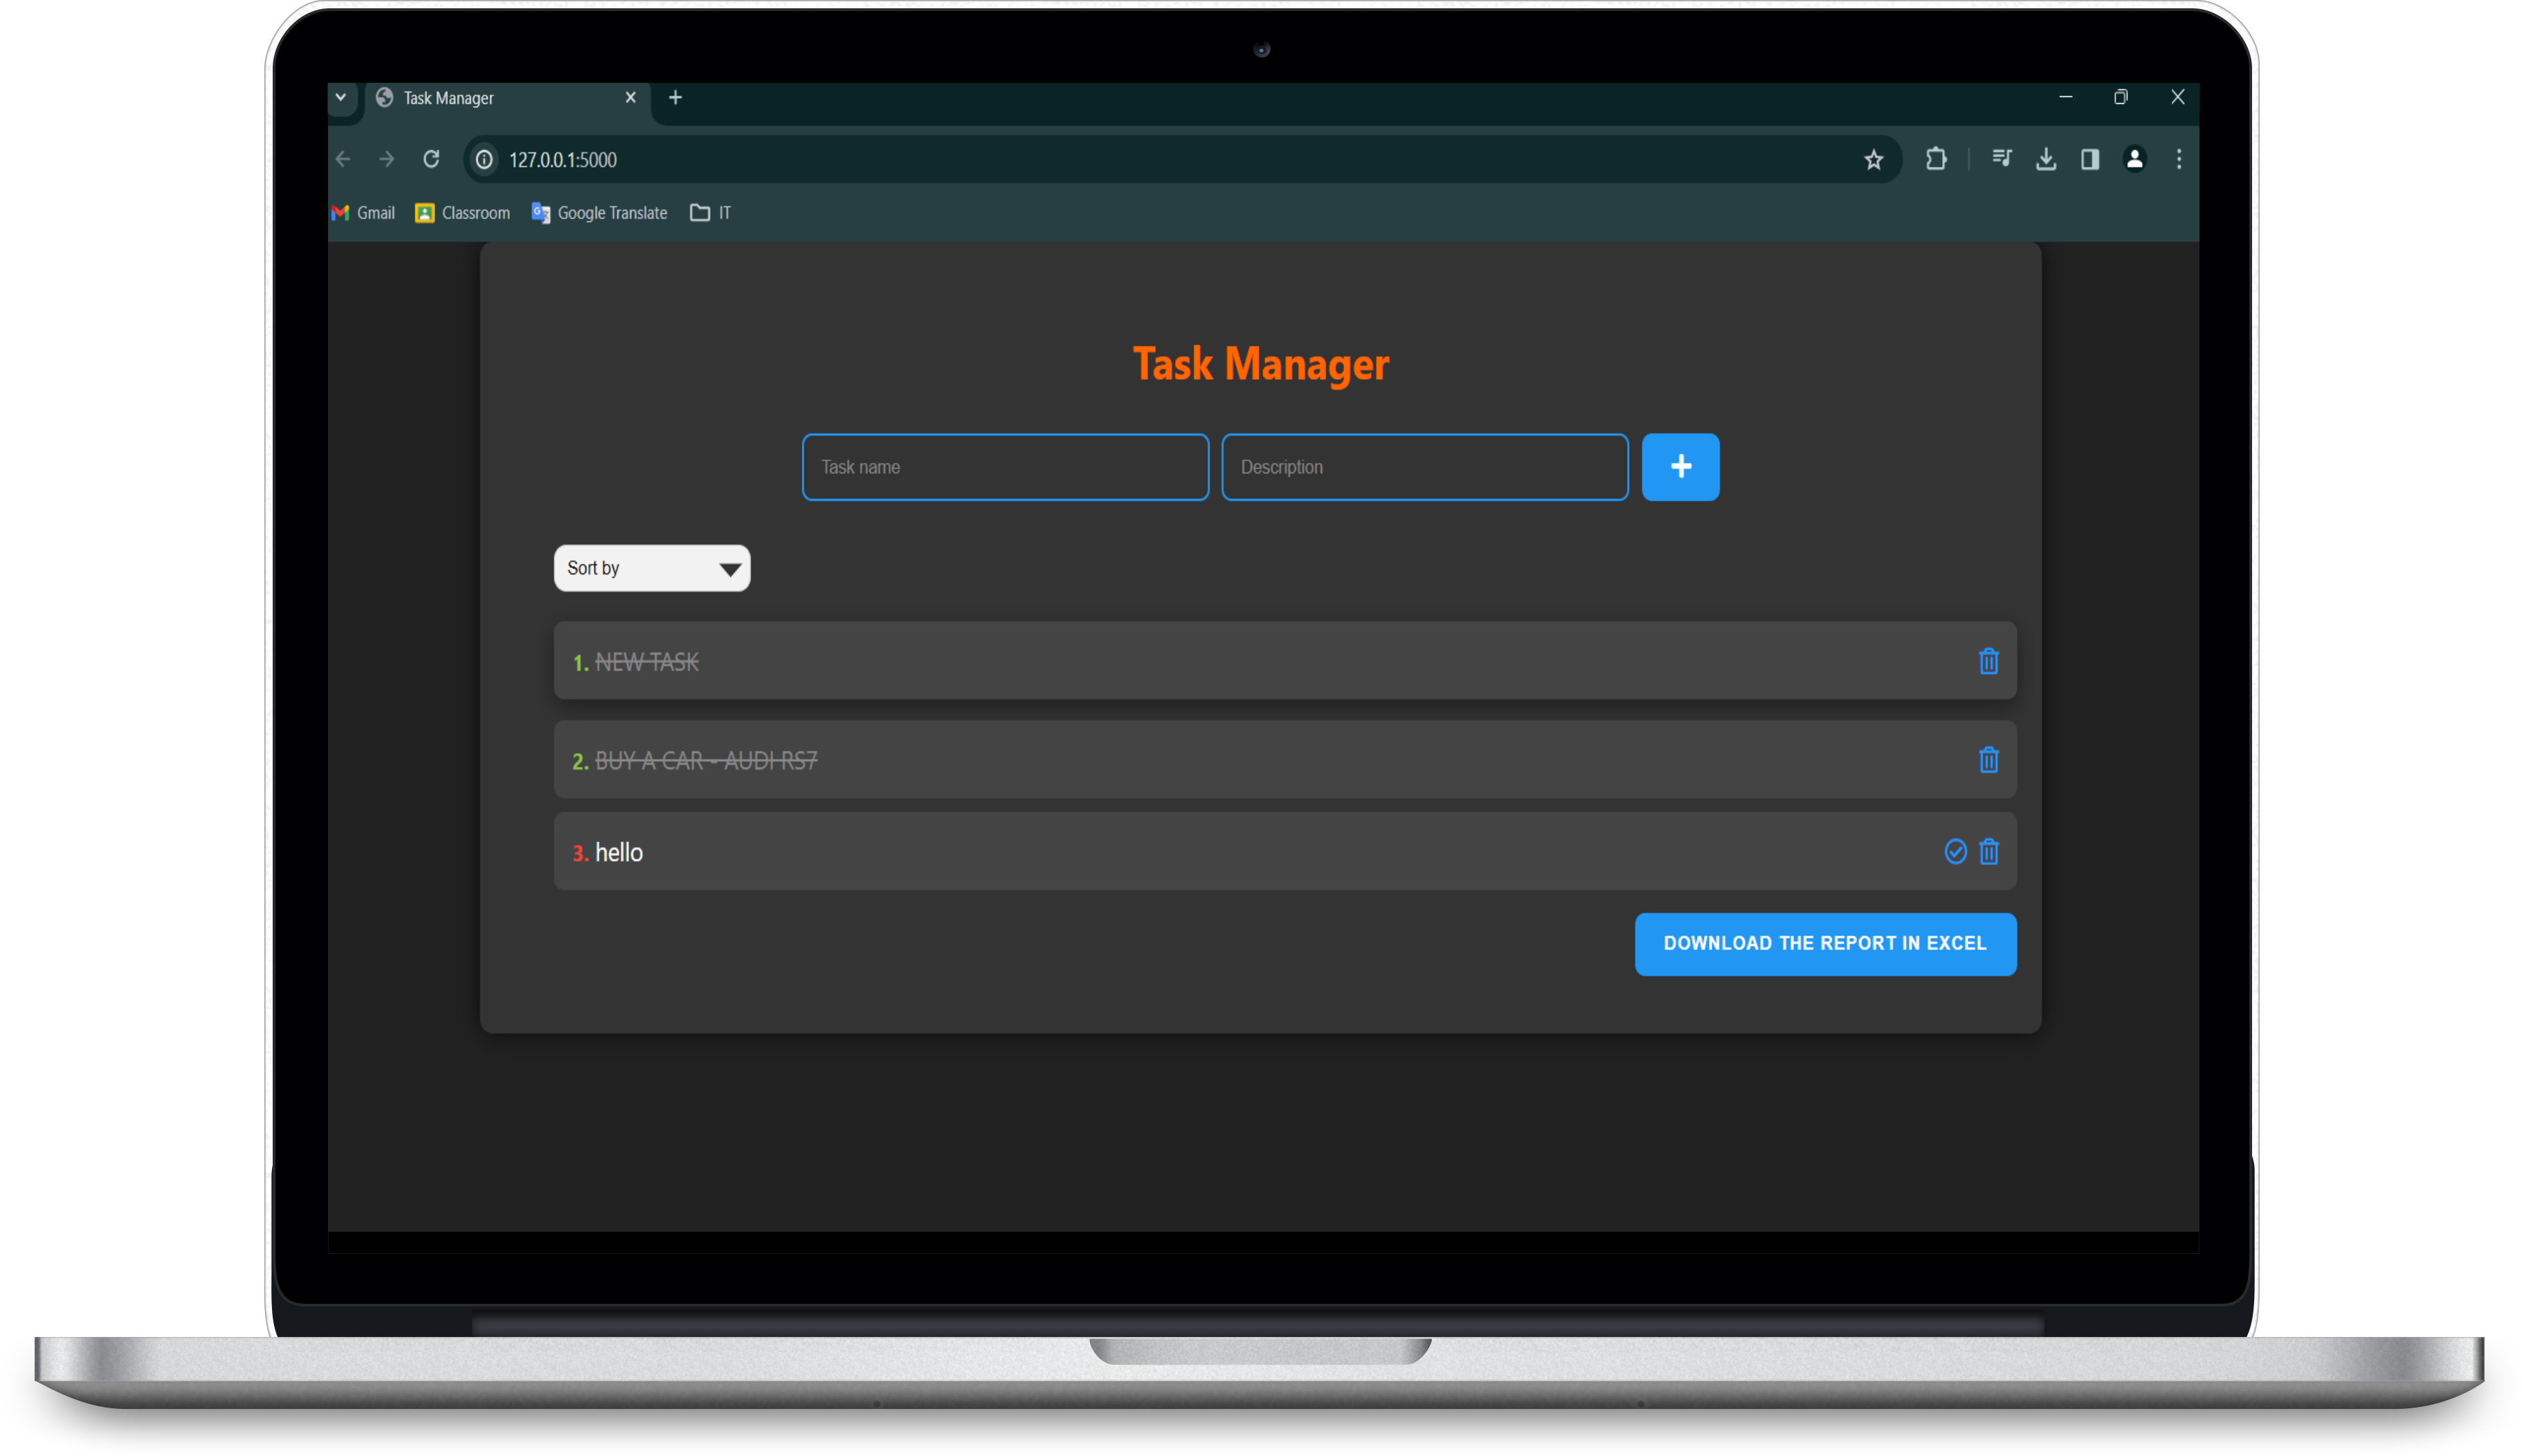 Task Manager
127.0.0.1:5000
Gmail Classroom Google Translate IT
Task Manager
Task name Description
Sort by
1. NEW TASK
2. BUY A CAR - AUDI RS7
3. hello
DOWNLOAD THE REPORT IN EXCEL